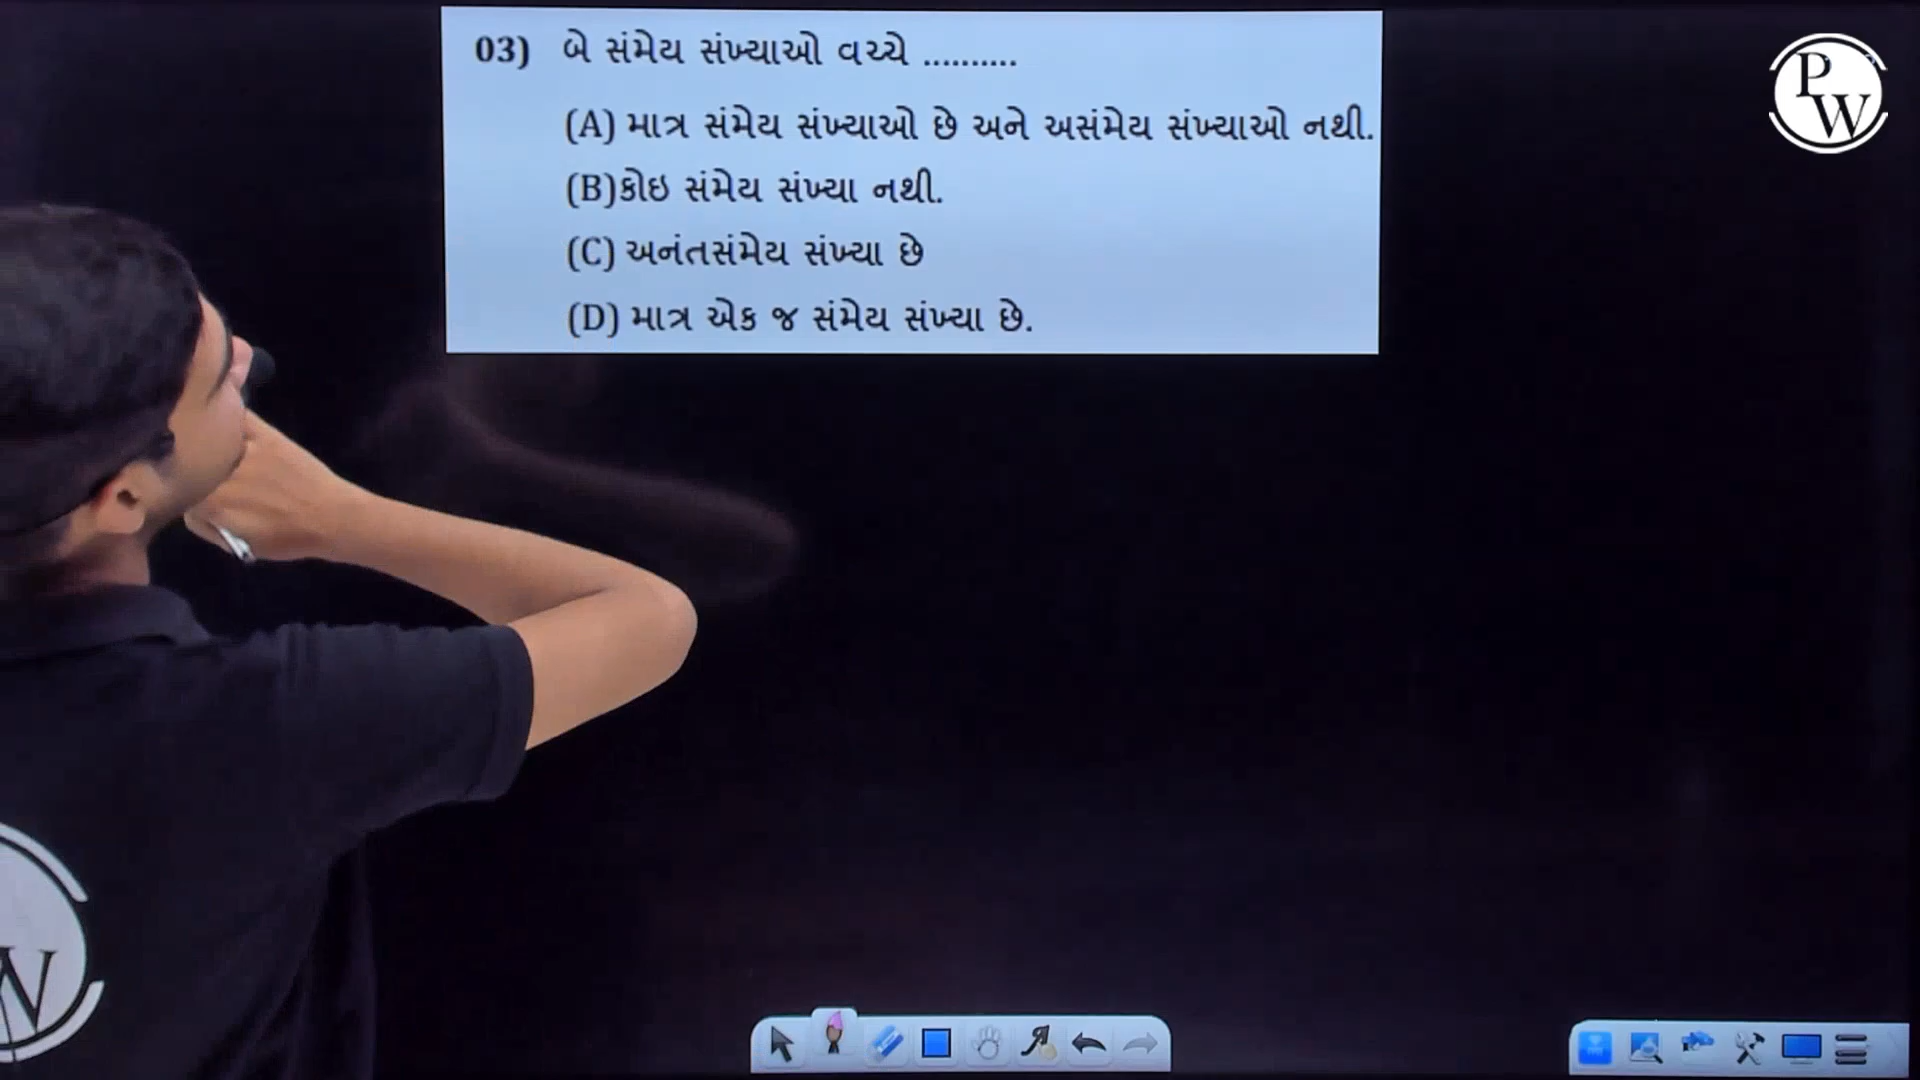 03) બે સંમેય સંખ્યાઓ વચ્ચે ..........
(A) માત્ર સંમેય સંખ્યાઓ છે અને અસંમેય સંખ્યાઓ નથી.
(B)કોઇ સંમેય સંખ્યા નથી.
(C) અનંતસંમેય સંખ્યા છે
(D) માત્ર એક જ સંમેય સંખ્યા છે.
PW
W